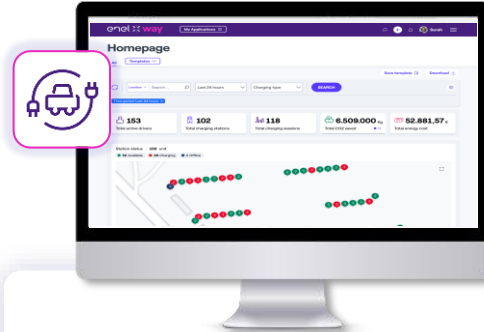 enel x way
My Applications
Sarah
Homepage
All
Templates
Save template
Download
Location
Search...
Last 24 hours
Charging type
SEARCH
153
Total active drivers
102
Total charging stations
118
Total charging sessions
6.509.000 kg
Total CO2 saved
52.881,57 €
Total energy cost
Station status
unit